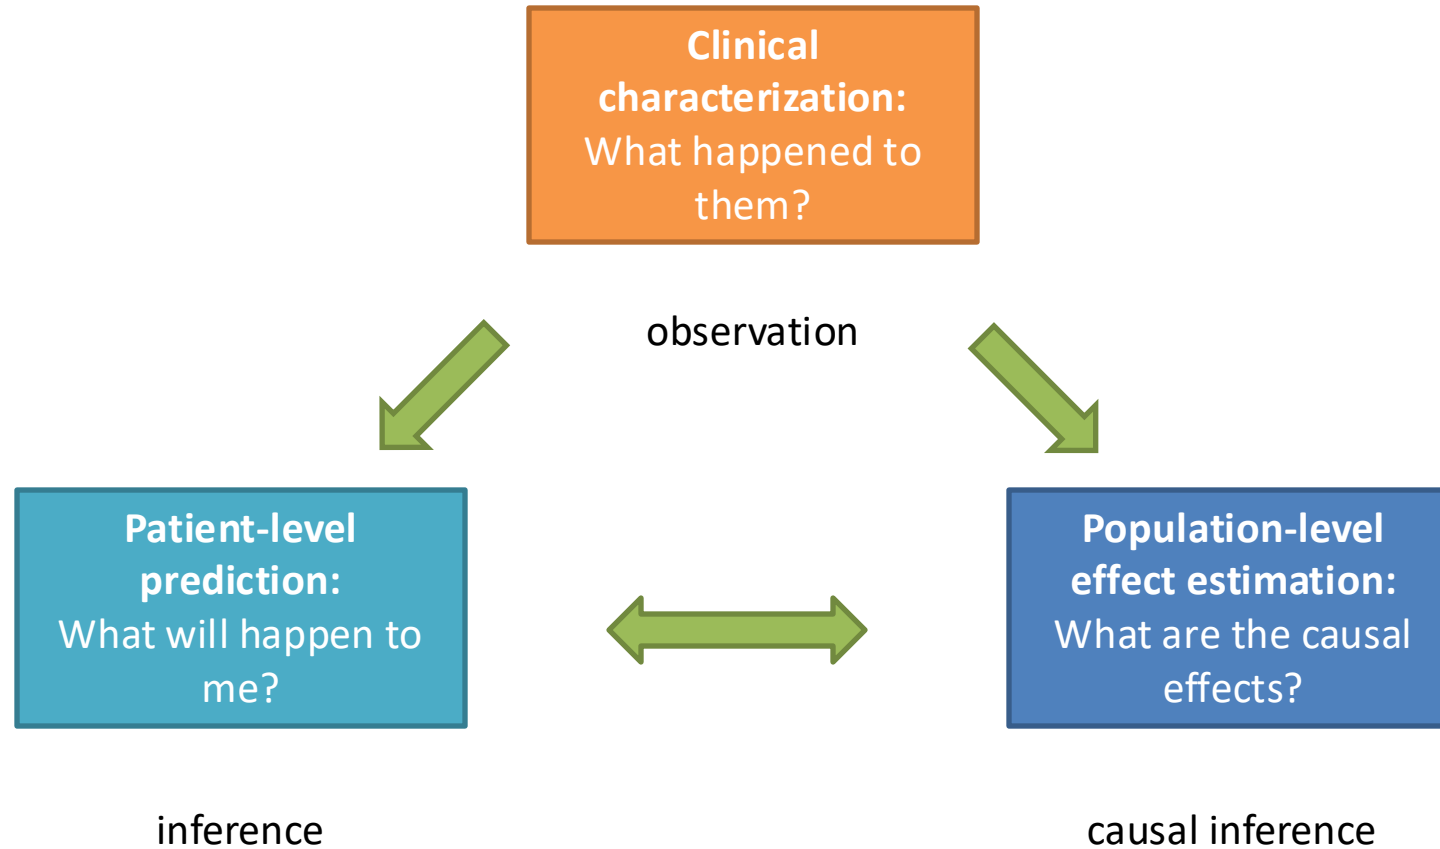 Clinical
characterization:
What happened to
them?
observation
Patient-level
prediction:
What will happen to
me?
Population-level
effect estimation:
What are the causal
effects?
inference
causal inference